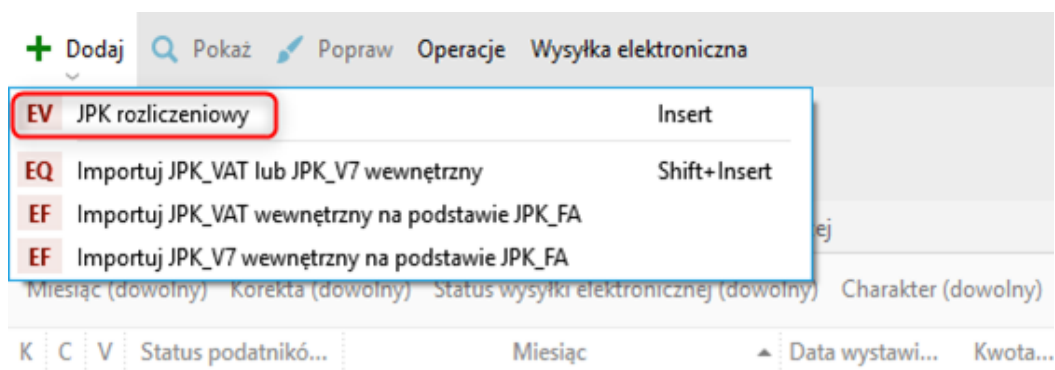 Dodaj Pokaż Popraw Operacje Wysyłka elektroniczna
EV JPK rozliczeniowy Insert
EQ Importuj JPK_VAT lub JPK_V7 wewnętrzny Shift+Insert
EF Importuj JPK_VAT wewnętrzny na podstawie JPK_FA
ej
EF Importuj JPK_V7 wewnętrzny na podstawie JPK_FA
Miesiąc (dowolny) Korekta (dowolny) Status wysyłki elektronicznej (dowolny) Charakter (dowolny)
K C V Status podatnikó... Miesiąc Data wystawi... Kwota...